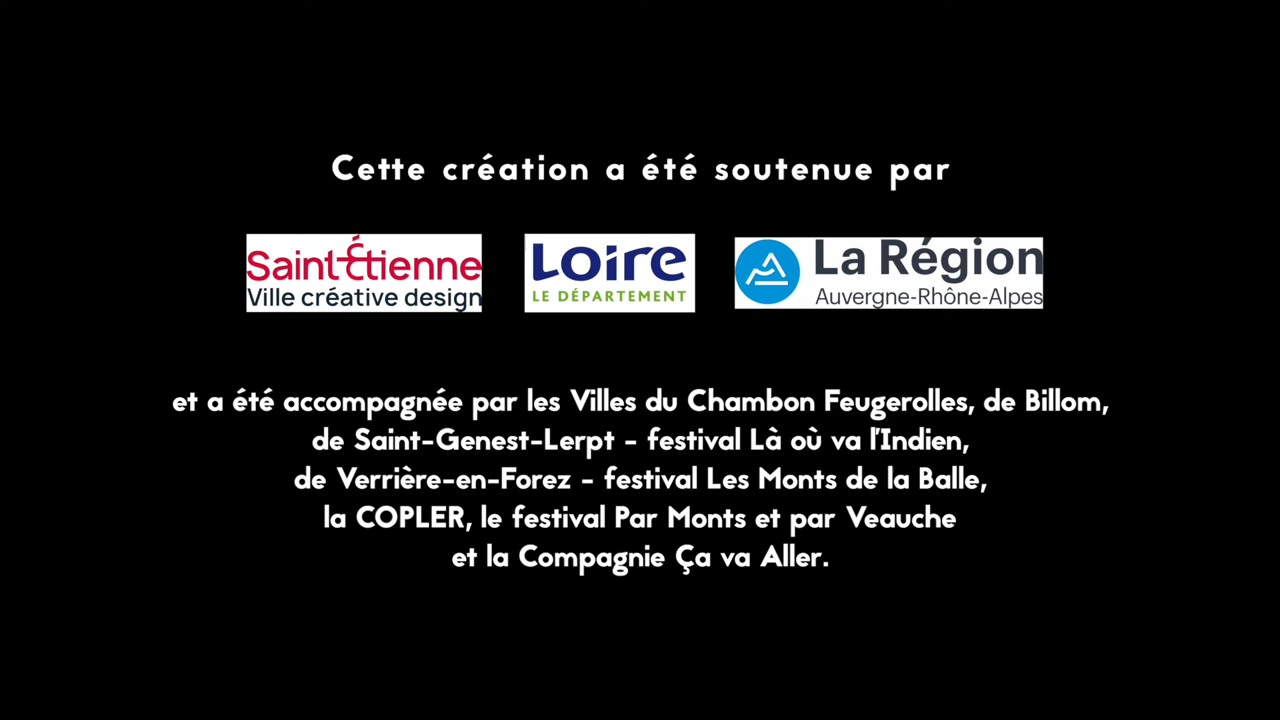 Cette création a été soutenue par
Saint-Étienne
Ville créative design
Loire
LE DÉPARTEMENT
La Région
Auvergne-Rhône-Alpes
et a été accompagnée par les Villes du Chambon Feugerolles, de Billom,
de Saint-Genest-Lerpt - festival Là où va l'Indien,
de Verrière-en-Forez - festival Les Monts de la Balle,
la COPLER, le festival Par Monts et par Veauche
et la Compagnie Ça va Aller.